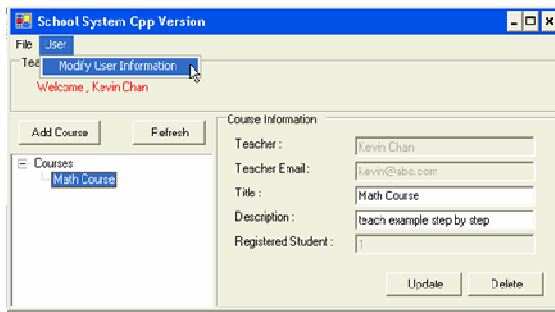 School System Cpp Version
File User
Tea
Modify User Information
Welcome , Kevin Chan
Add Course Refresh
Courses
Math Course
Course Information
Teacher : Kevin Chan
Teacher Email : kevin@abc.com
Title : Math Course
Description : teach example step by step
Registered Student : 1
Update Delete